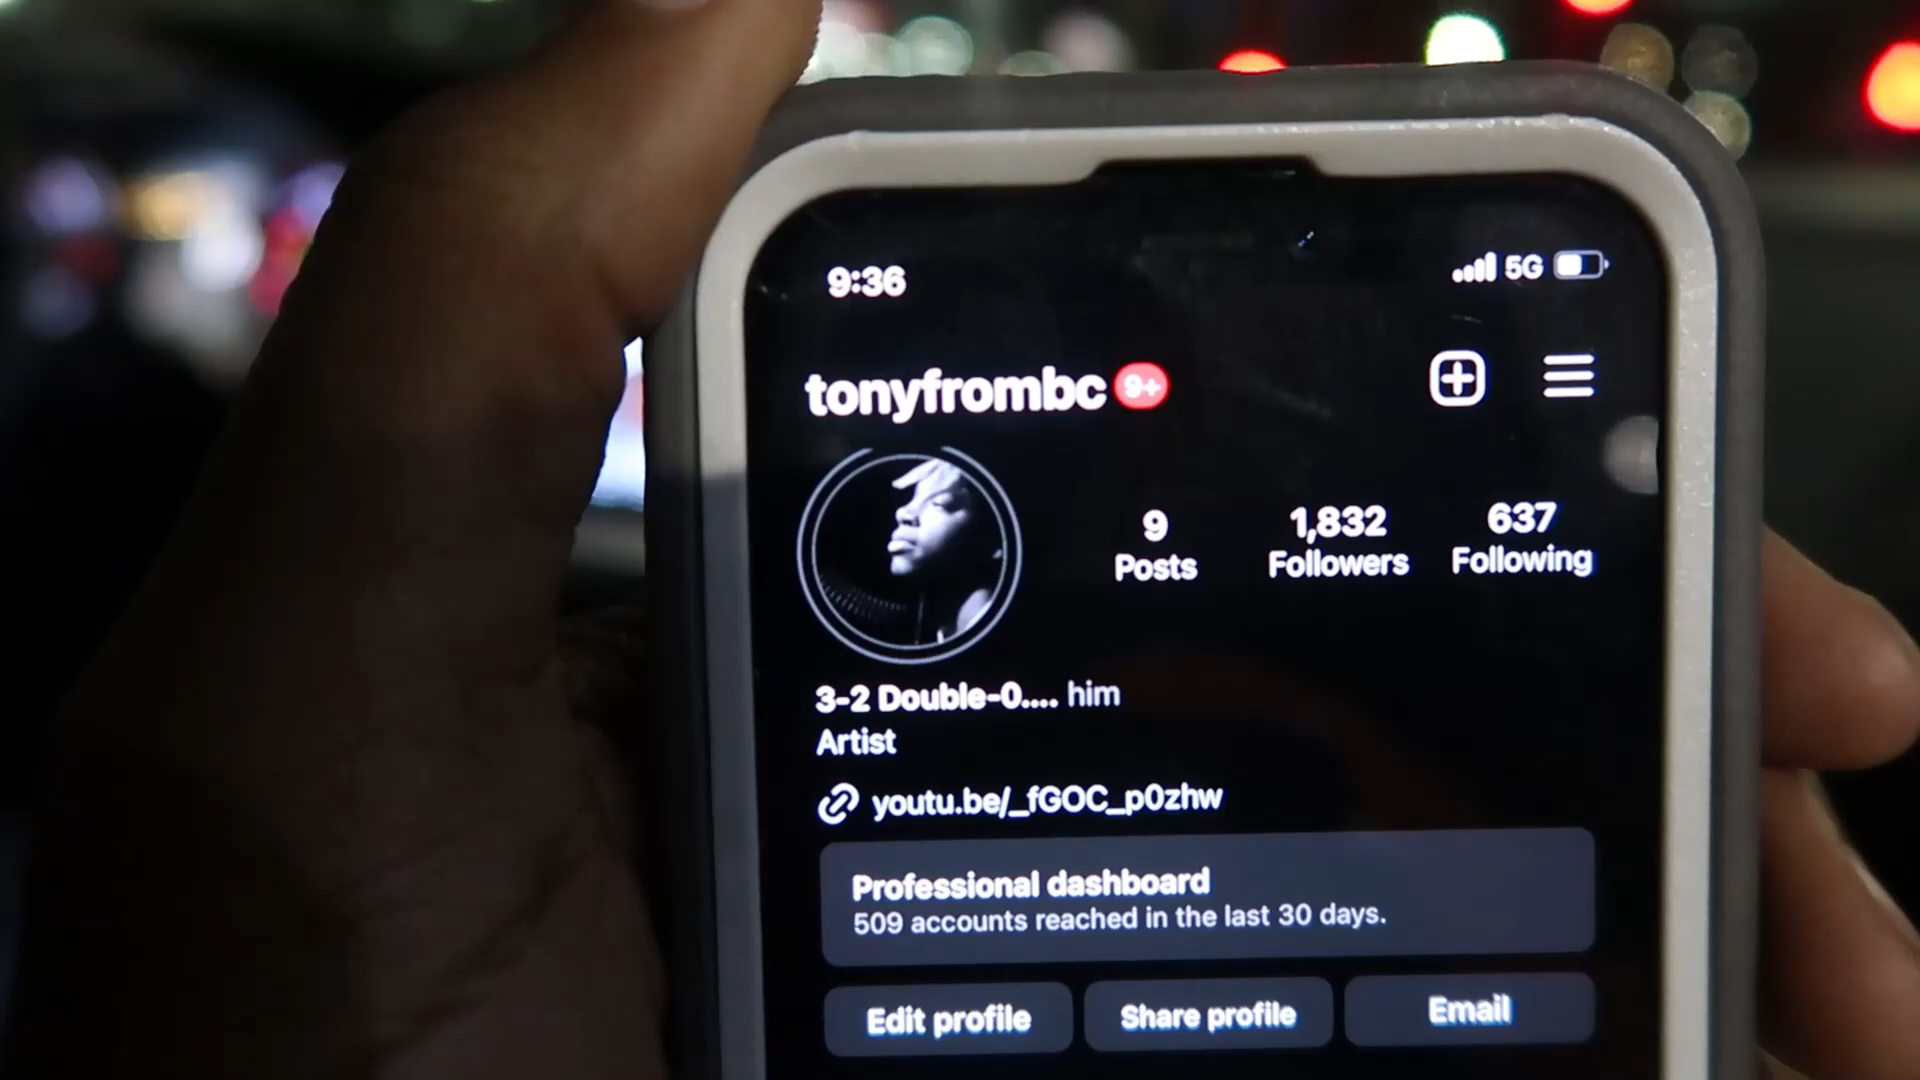 9:36 5G
tonyfrombc 9+
9 1,832 637
Posts Followers Following
3-2 Double-0.... him
Artist
youtu.be/_fGOC_p0zhw
Professional dashboard
509 accounts reached in the last 30 days.
Edit profile Share profile Email